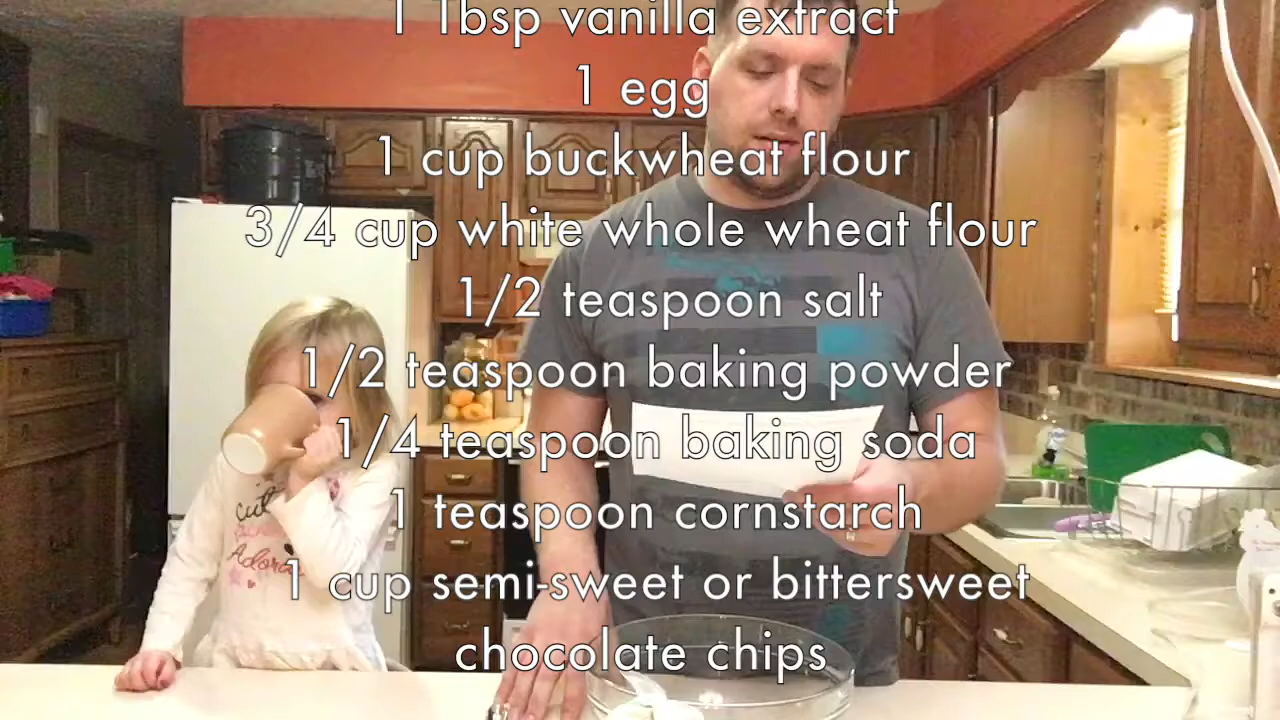 1 Tbsp vanilla extract
1 egg
1 cup buckwheat flour
3/4 cup white whole wheat flour
1/2 teaspoon salt
1/2 teaspoon baking powder
1/4 teaspoon baking soda
1 teaspoon cornstarch
1 cup semi-sweet or bittersweet
chocolate chips